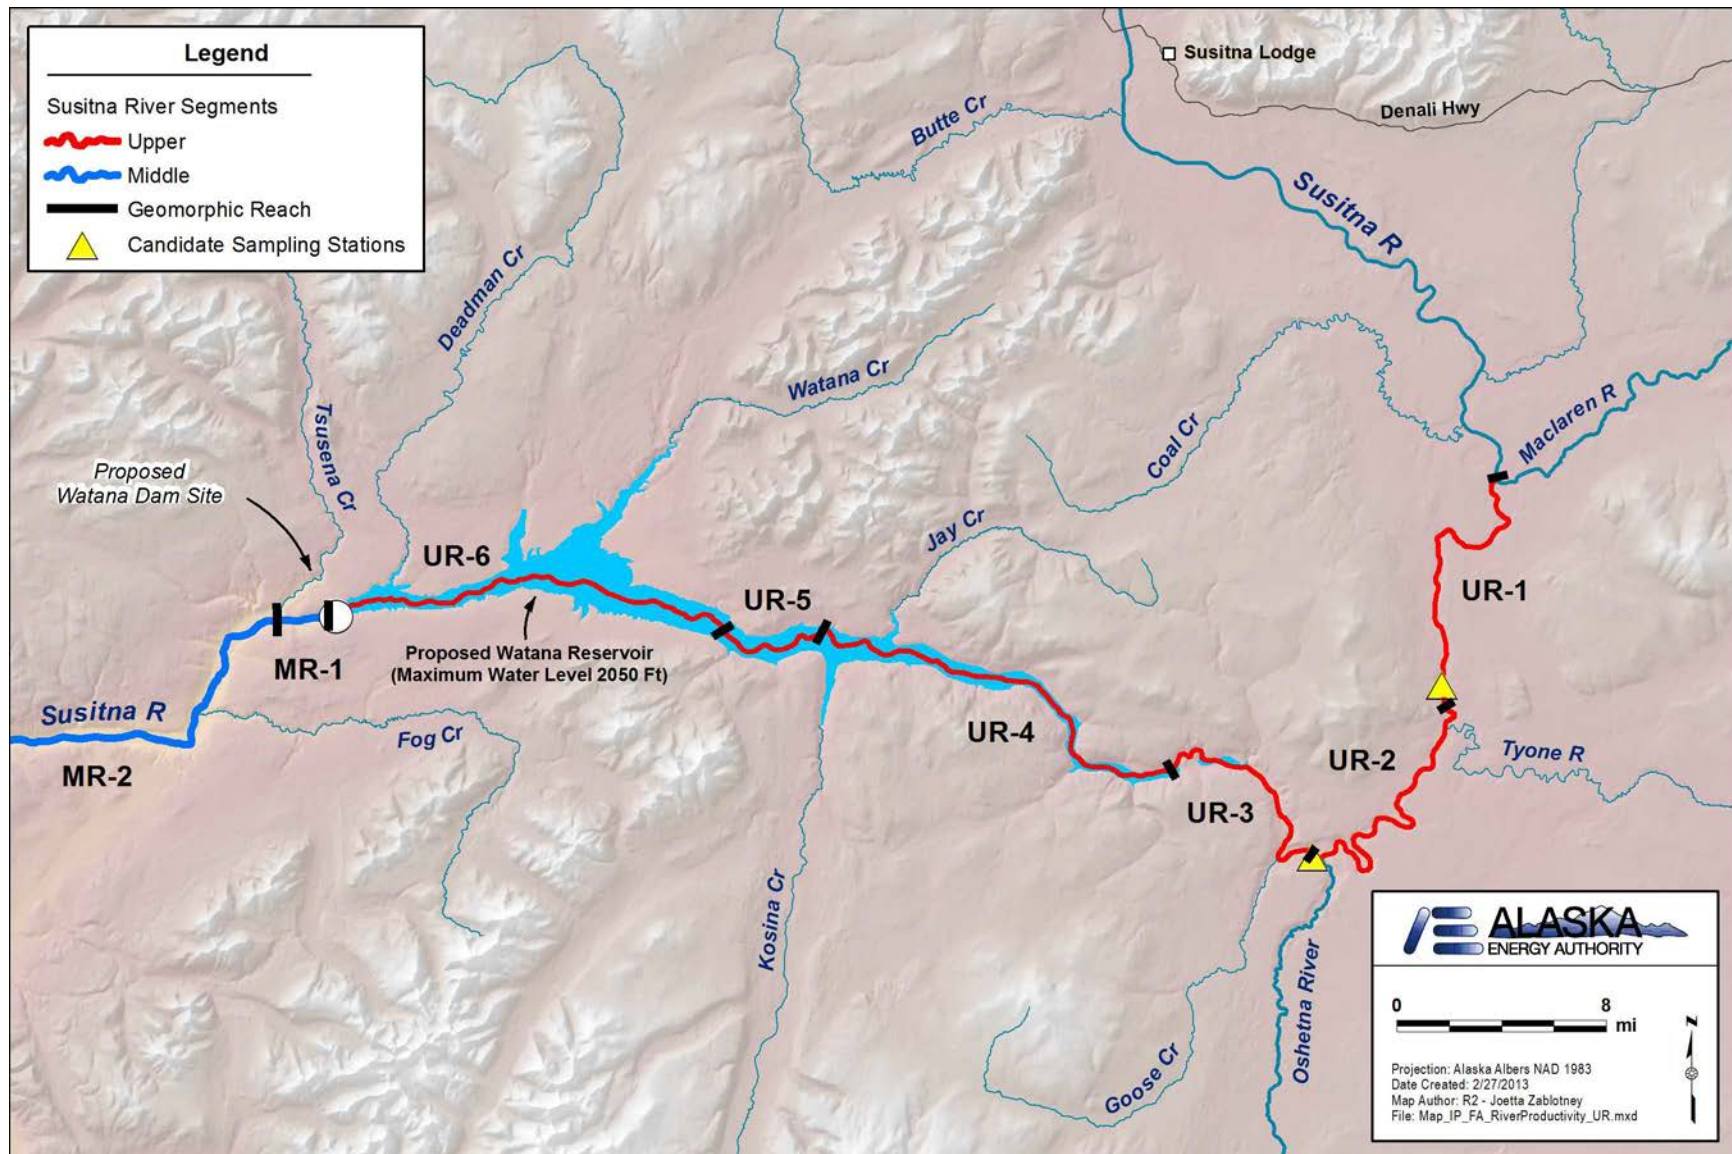 Legend
Susitna River Segments
Upper
Middle
Geomorphic Reach
Candidate Sampling Stations
Susitna Lodge
Denali Hwy
Butte Cr
Susitna R
Deadman Cr
Watana Cr
Tsusena Cr
Coal Cr
Maclaren R
Proposed
Watana Dam Site
Jay Cr
UR-6
UR-5
UR-1
Proposed Watana Reservoir
(Maximum Water Level 2050 Ft)
MR-1
Susitna R
Fog Cr
MR-2
UR-4
UR-2
Tyone R
UR-3
Kosina Cr
Oshetna River
Goose Cr
ALASKA
ENERGY AUTHORITY
0 8
mi
N
Projection: Alaska Albers NAD 1983
Date Created: 2/27/2013
Map Author: R2 - Joetta Zablotney
File: Map_IP_FA_RiverProductivity_UR.mxd